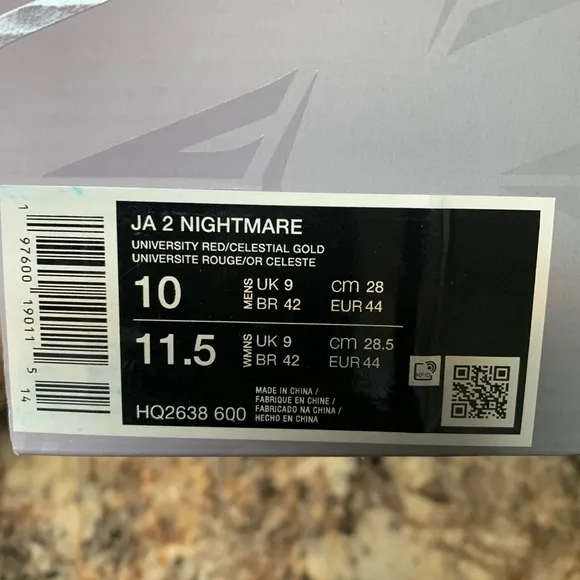 JA 2 NIGHTMARE
UNIVERSITY RED/CELESTIAL GOLD
UNIVERSITE ROUGE/OR CELESTE
10 MENS UK 9 CM 28
BR 42 EUR 44
11.5 WMNS UK 9 CM 28.5
BR 42 EUR 44
HQ2638 600
MADE IN CHINA /
FABRIQUE EN CHINE /
FABRICADO NA CHINA /
HECHO EN CHINA
RFID
1 97600 19011 5 14